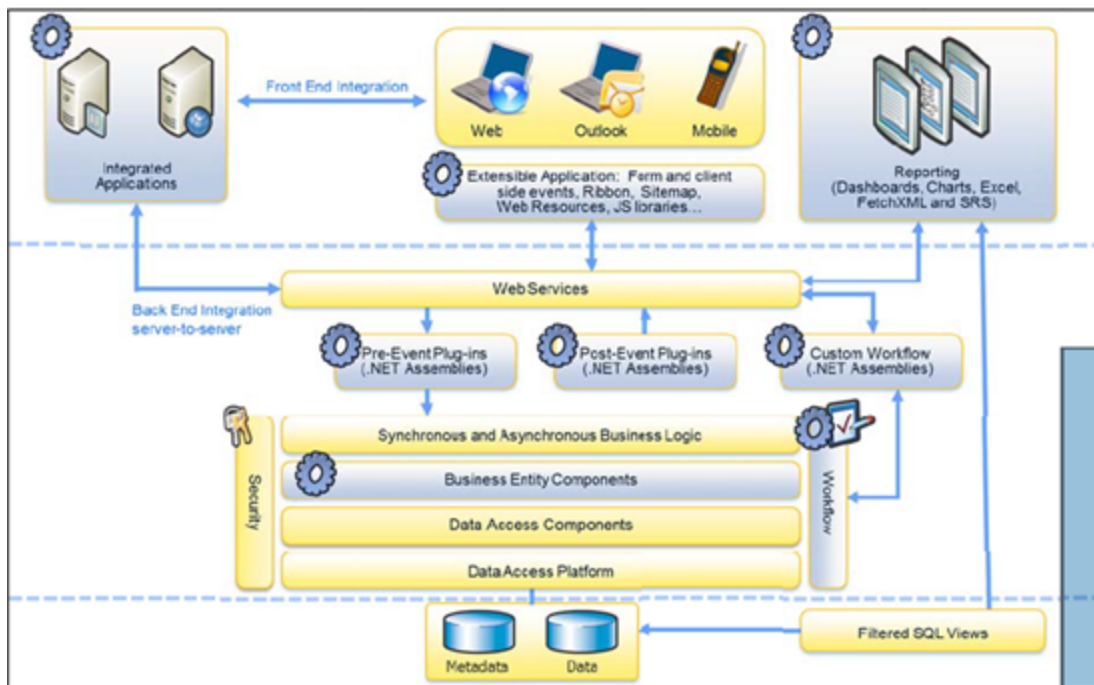 Front End Integration
Web
Outlook
Mobile
Integrated
Applications
Extensible Application: Form and client
side events, Ribbon, Sitemap,
Web Resources, JS libraries...
Reporting
(Dashboards, Charts, Excel,
FetchXML and SRS)
Web Services
Back End Integration
server-to-server
Pre-Event Plug-ins
(.NET Assemblies)
Post-Event Plug-ins
(.NET Assemblies)
Custom Workflow
(.NET Assemblies)
Security
Synchronous and Asynchronous Business Logic
Business Entity Components
Data Access Components
Data Access Platform
Workflow
Metadata
Data
Filtered SQL Views